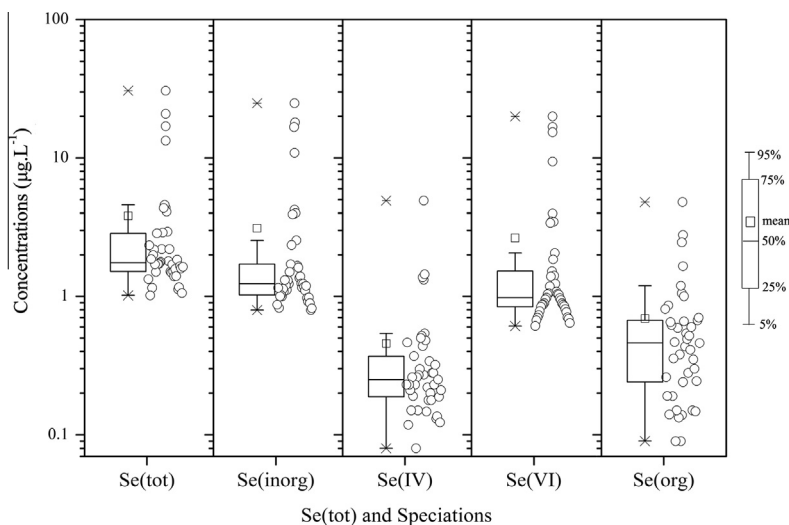 100
10
1
0.1
Concentrations (μg.L-1)
Se(tot)
Se(inorg)
Se(IV)
Se(VI)
Se(org)
Se(tot) and Speciations
95%
75%
mean
50%
25%
5%